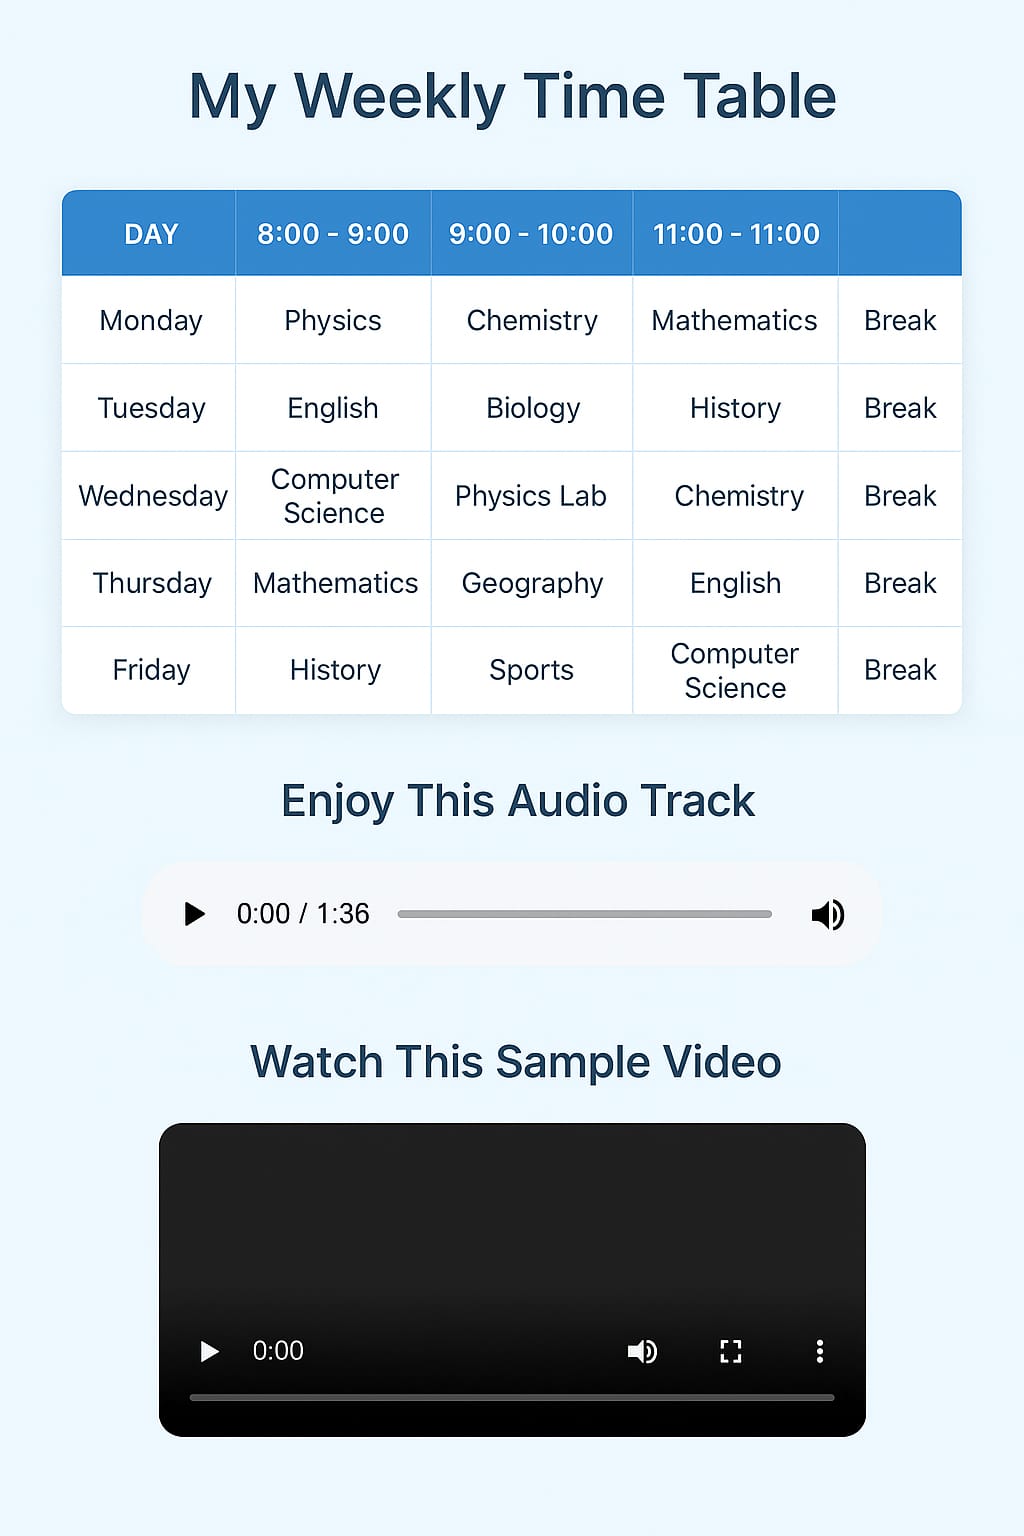 My Weekly Time Table
DAY 8:00 - 9:00 9:00 - 10:00 11:00 - 11:00
Monday Physics Chemistry Mathematics Break
Tuesday English Biology History Break
Wednesday Computer Science Physics Lab Chemistry Break
Thursday Mathematics Geography English Break
Friday History Sports Computer Science Break
Enjoy This Audio Track
0:00 / 1:36
Watch This Sample Video
0:00